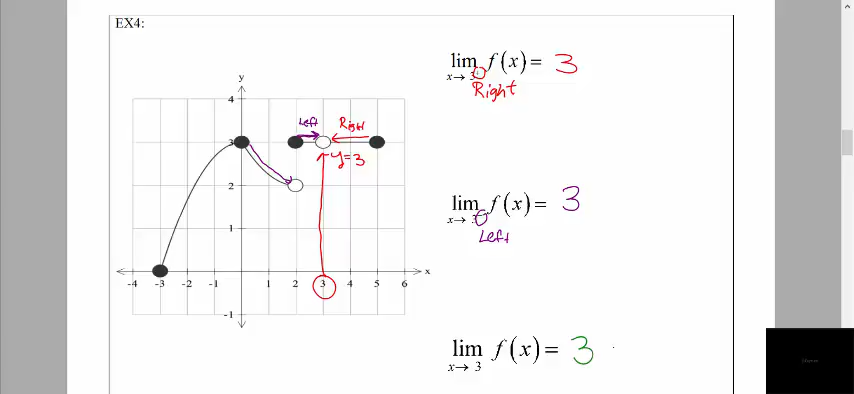 EX4:
lim f(x) = 3
x→ 3+
Right
y
4
3
2
1
-1
-4 -3 -2 -1 1 2 3 4 5 6 x
Left
Right
y=3
lim f(x) = 3
x→ 3-
Left
lim f(x) = 3
x→ 3